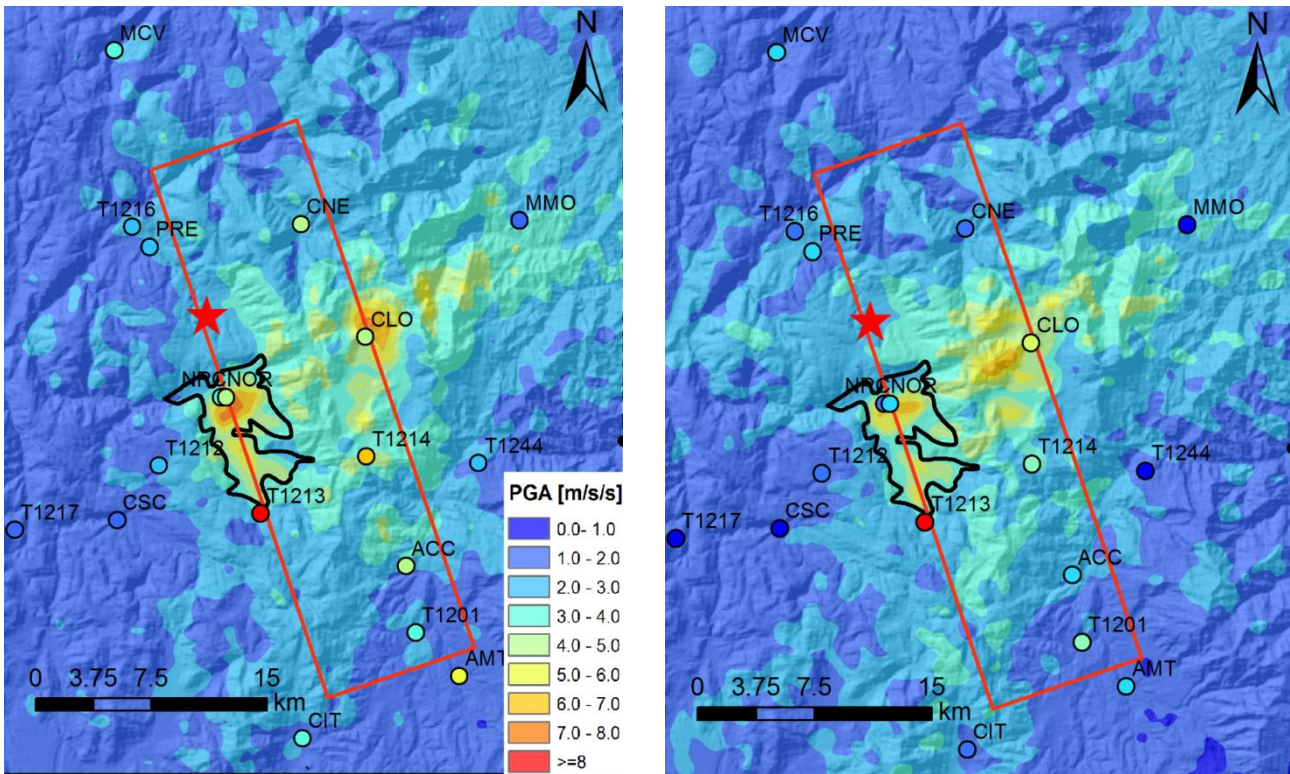 MCV
N
T1216
PRE
CNE
MMO
CLO
NRCNOR
T1212
T1214
T1244
T1213
T1217
CSC
ACC
T1201
AMT
CIT
0 3.75 7.5 15
km
PGA [m/s/s]
0.0- 1.0
1.0 - 2.0
2.0 - 3.0
3.0 - 4.0
4.0 - 5.0
5.0 - 6.0
6.0 - 7.0
7.0 - 8.0
>=8
MCV
N
T1216
PRE
CNE
MMO
CLO
NRCNOR
T1212
T1214
T1244
T1213
T1217
CSC
ACC
T1201
AMT
CIT
0 3.75 7.5 15
km